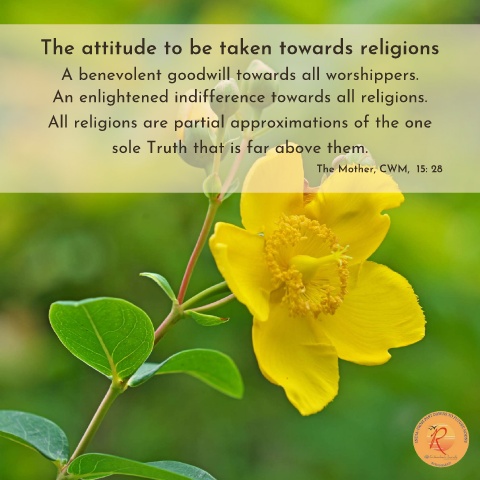 The attitude to be taken towards religions
A benevolent goodwill towards all worshippers.
An enlightened indifference towards all religions.
All religions are partial approximations of the one
sole Truth that is far above them.
The Mother, CWM, 15: 28
R